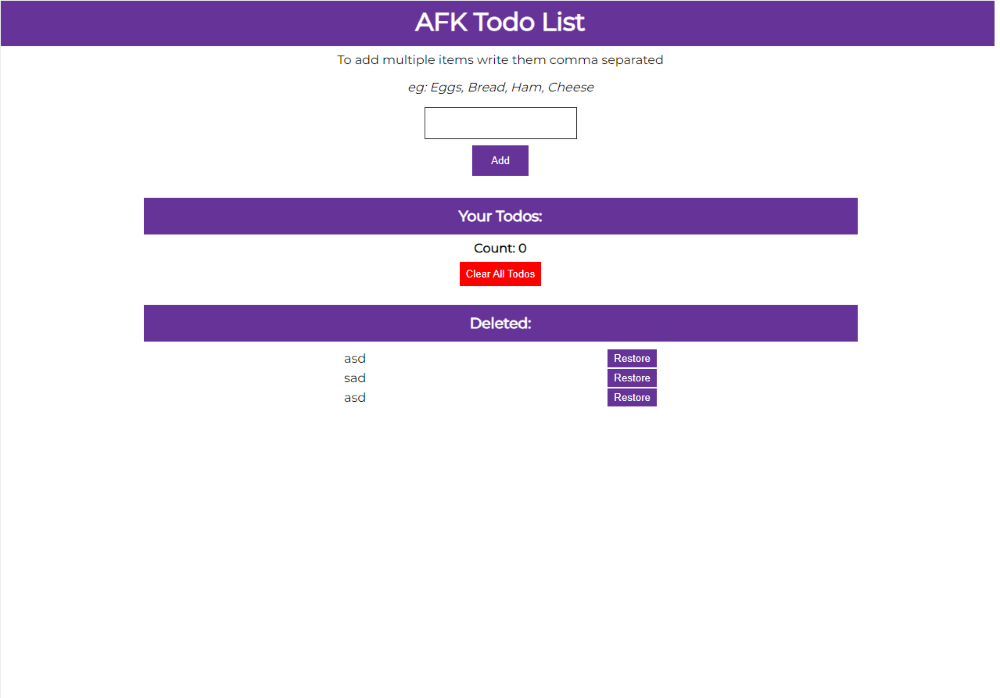 AFK Todo List
To add multiple items write them comma separated
eg: Eggs, Bread, Ham, Cheese
Add
Your Todos:
Count: 0
Clear All Todos
Deleted:
asd Restore
sad Restore
asd Restore